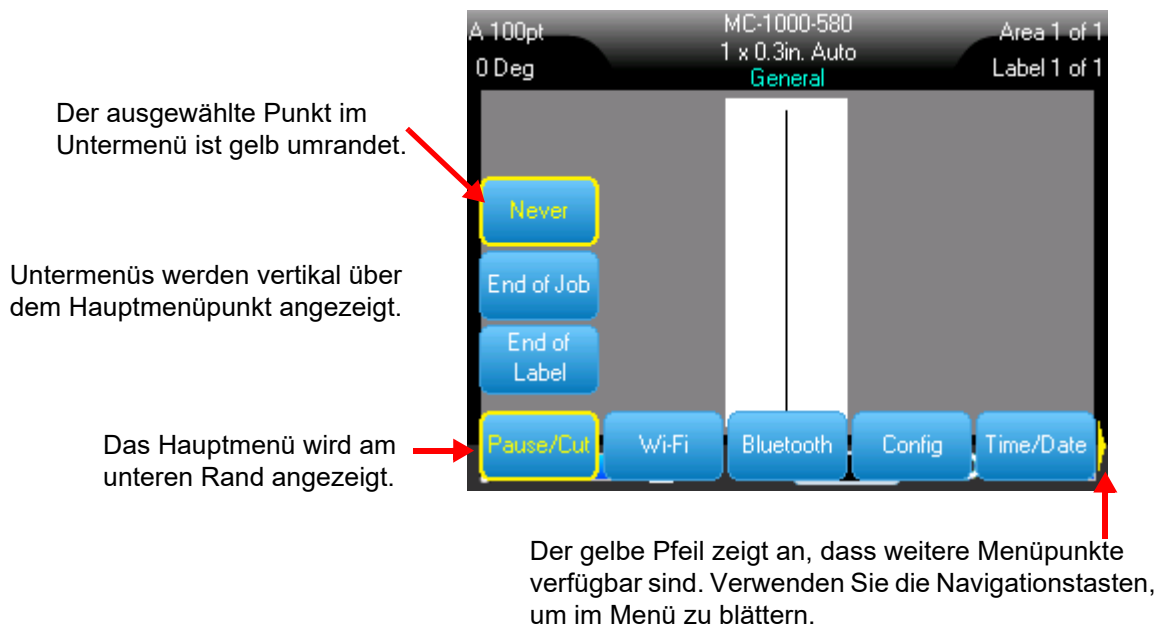 A 100pt
MC-1000-580
Area 1 of 1
1 x 0.3in. Auto
0 Deg
Label 1 of 1
General
Der ausgewählte Punkt im
Untermenü ist gelb umrandet.
Never
Untermenüs werden vertikal über
dem Hauptmenüpunkt angezeigt.
End of Job
End of
Label
Das Hauptmenü wird am
unteren Rand angezeigt.
Pause/Cut
Wi-Fi
Bluetooth
Config
Time/Date
Der gelbe Pfeil zeigt an, dass weitere Menüpunkte
verfügbar sind. Verwenden Sie die Navigationstasten,
um im Menü zu blättern.